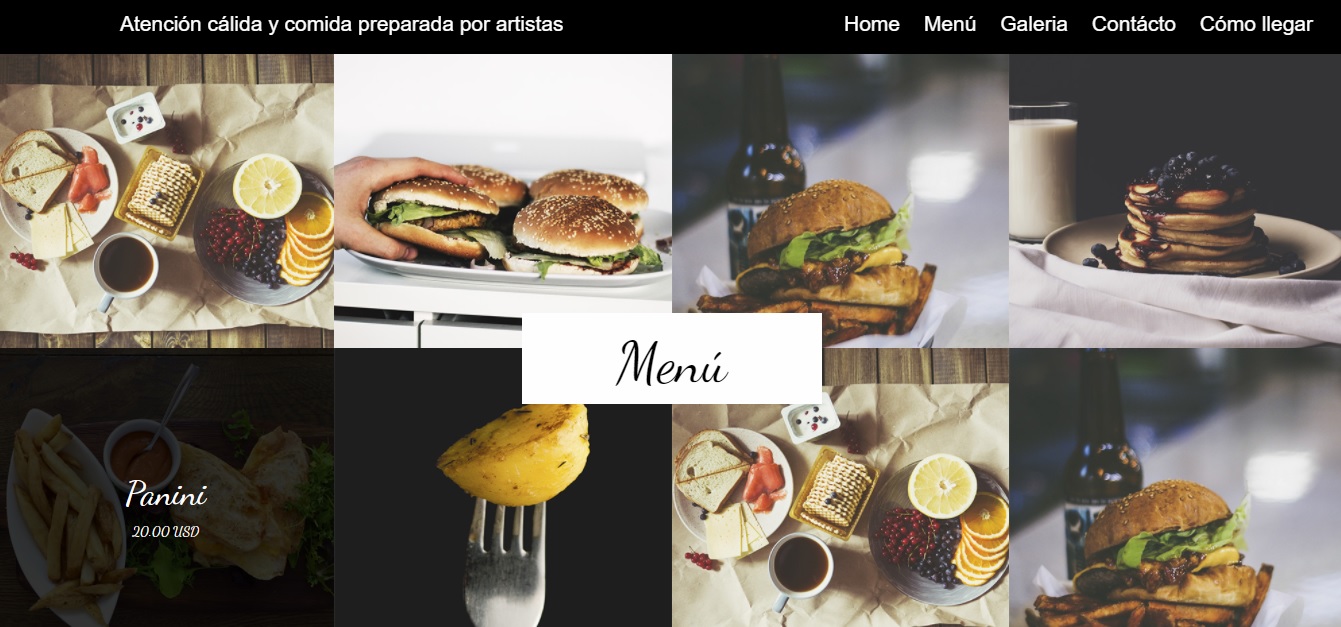 Atención cálida y comida preparada por artistas
Home Menú Galeria Contácto Cómo llegar
Menú
Panini
20.00 USD